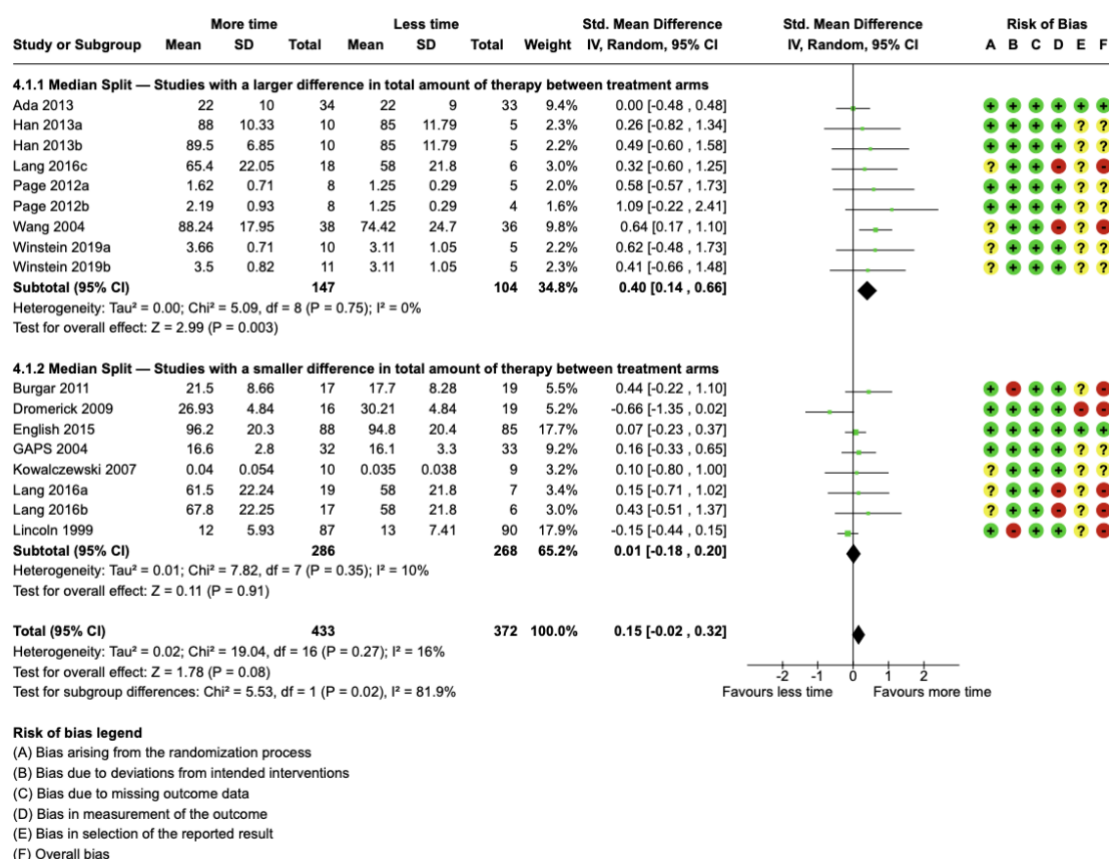 More time Less time Std. Mean Difference Std. Mean Difference Risk of Bias
Study or Subgroup Mean SD Total Mean SD Total Weight IV, Random, 95% CI IV, Random, 95% CI A B C D E F
4.1.1 Median Split — Studies with a larger difference in total amount of therapy between treatment arms
Ada 2013 22 10 34 22 9 33 9.4% 0.00 [-0.48 , 0.48] + + + + + +
Han 2013a 88 10.33 10 85 11.79 5 2.3% 0.26 [-0.82 , 1.34] + + + + ? ?
Han 2013b 89.5 6.85 10 85 11.79 5 2.2% 0.49 [-0.60 , 1.58] + + + + ? ?
Lang 2016c 65.4 22.05 18 58 21.8 6 3.0% 0.32 [-0.60 , 1.25] ? + + - ? -
Page 2012a 1.62 0.71 8 1.25 0.29 5 2.0% 0.58 [-0.57 , 1.73] + + + + ? ?
Page 2012b 2.19 0.93 8 1.25 0.29 4 1.6% 1.09 [-0.22 , 2.41] + + + + ? ?
Wang 2004 88.24 17.95 38 74.42 24.7 36 9.8% 0.64 [0.17 , 1.10] ? + + - ? -
Winstein 2019a 3.66 0.71 10 3.11 1.05 5 2.2% 0.62 [-0.48 , 1.73] ? + + + ? ?
Winstein 2019b 3.5 0.82 11 3.11 1.05 5 2.3% 0.41 [-0.66 , 1.48] ? + + + ? ?
Subtotal (95% CI) 147 104 34.8% 0.40 [0.14 , 0.66]
Heterogeneity: Tau² = 0.00; Chi² = 5.09, df = 8 (P = 0.75); I² = 0%
Test for overall effect: Z = 2.99 (P = 0.003)
4.1.2 Median Split — Studies with a smaller difference in total amount of therapy between treatment arms
Burgar 2011 21.5 8.66 17 17.7 8.28 19 5.5% 0.44 [-0.22 , 1.10] + - + + ? -
Dromerick 2009 26.93 4.84 16 30.21 4.84 19 5.2% -0.66 [-1.35 , 0.02] + + + + - -
English 2015 96.2 20.3 88 94.8 20.4 85 17.7% 0.07 [-0.23 , 0.37] + + + + + +
GAPS 2004 16.6 2.8 32 16.1 3.3 33 9.2% 0.16 [-0.33 , 0.65] + + + + ? ?
Kowalczewski 2007 0.04 0.054 10 0.035 0.038 9 3.2% 0.10 [-0.80 , 1.00] ? + + + ? ?
Lang 2016a 61.5 22.24 19 58 21.8 7 3.4% 0.15 [-0.71 , 1.02] ? + + - ? -
Lang 2016b 67.8 22.25 17 58 21.8 6 3.0% 0.43 [-0.51 , 1.37] ? + + - ? -
Lincoln 1999 12 5.93 87 13 7.41 90 17.9% -0.15 [-0.44 , 0.15] + - + + ? -
Subtotal (95% CI) 286 268 65.2% 0.01 [-0.18 , 0.20]
Heterogeneity: Tau² = 0.01; Chi² = 7.82, df = 7 (P = 0.35); I² = 10%
Test for overall effect: Z = 0.11 (P = 0.91)
Total (95% CI) 433 372 100.0% 0.15 [-0.02 , 0.32]
Heterogeneity: Tau² = 0.02; Chi² = 19.04, df = 16 (P = 0.27); I² = 16%
Test for overall effect: Z = 1.78 (P = 0.08) -2 -1 0 1 2
Test for subgroup differences: Chi² = 5.53, df = 1 (P = 0.02), I² = 81.9% Favours less time Favours more time
Risk of bias legend
(A) Bias arising from the randomization process
(B) Bias due to deviations from intended interventions
(C) Bias due to missing outcome data
(D) Bias in measurement of the outcome
(E) Bias in selection of the reported result
(F) Overall bias